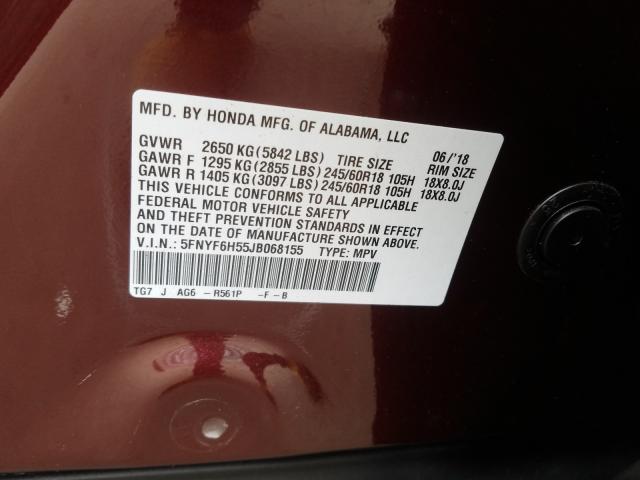 MFD. BY HONDA MFG. OF ALABAMA, LLC
GVWR 2650 KG(5842 LBS) TIRE SIZE 06/'18 RIM SIZE
GAWR F 1295 KG(2855 LBS)245/60R18 105H 18X8.0J
GAWR R 1405 KG(3097 LBS)245/60R18 105H 18X8.0J
THIS VEHICLE CONFORMS TO ALL APPLICABLE
FEDERAL MOTOR VEHICLE SAFETY
AND THEFT PREVENTION STANDARDS IN EFFECT
ON THE DATE OF MANUFACTURE SHOWN ABOVE.
V.I.N.: 5FNYF6H55JB068155 TYPE: MPV
TG7 J AG6 -R561P -F-B